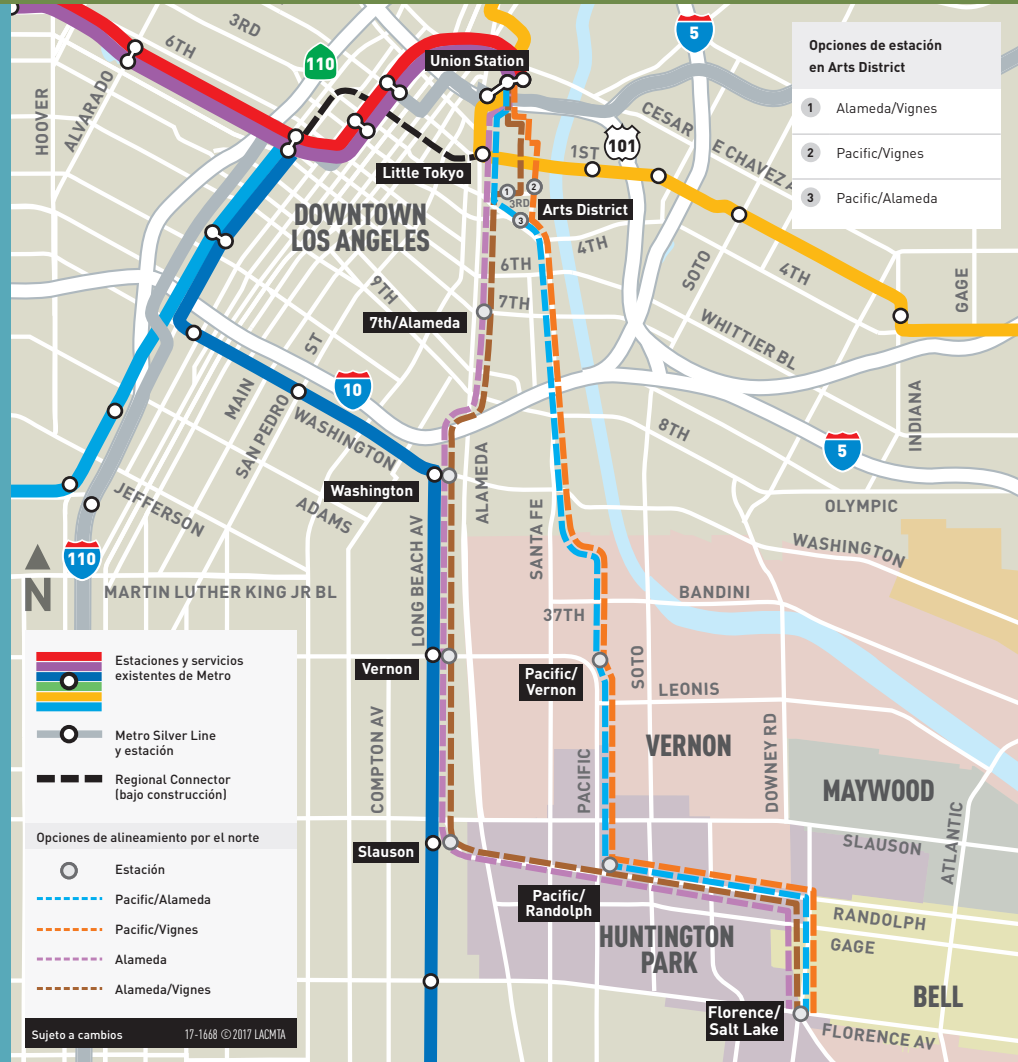 3RD
6TH
110
5
HOOVER
ALVARADO
Union Station
CESAR E CHAVEZ A
101
1ST
Little Tokyo
1
2
3RD
3
Arts District
DOWNTOWN
LOS ANGELES
4TH
6TH
7TH
9TH
7th/Alameda
SOTO
4TH
GAGE
WHITTIER BL
ST
MAIN
SAN PEDRO
10
WASHINGTON
8TH
INDIANA
5
Washington
ALAMEDA
JEFFERSON
ADAMS
LONG BEACH AV
SANTA FE
OLYMPIC
WASHINGTON
110
N
MARTIN LUTHER KING JR BL
BANDINI
37TH
Vernon
Pacific/
Vernon
SOTO
LEONIS
COMPTON AV
PACIFIC
VERNON
DOWNEY RD
MAYWOOD
SLAUSON
ATLANTIC
Slauson
Pacific/
Randolph
RANDOLPH
GAGE
HUNTINGTON
PARK
BELL
Florence/
Salt Lake
FLORENCE AV
Opciones de estación
en Arts District
1 Alameda/Vignes
2 Pacific/Vignes
3 Pacific/Alameda
Estaciones y servicios
existentes de Metro
Metro Silver Line
y estación
Regional Connector
(bajo construcción)
Opciones de alineamiento por el norte
Estación
Pacific/Alameda
Pacific/Vignes
Alameda
Alameda/Vignes
Sujeto a cambios 17-1668 ©2017 LACMTA